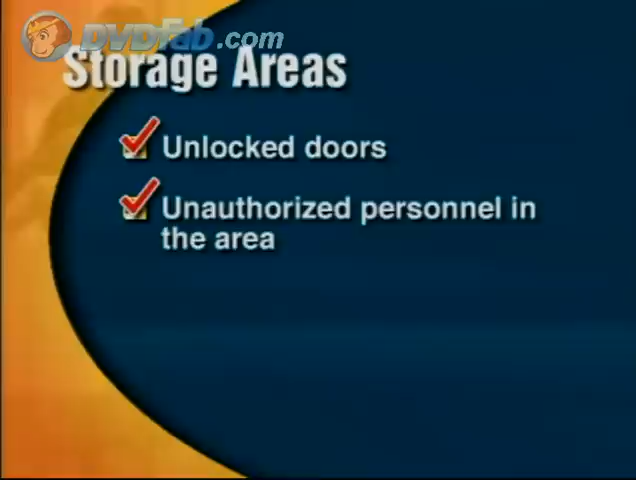 DVDFab.com
Storage Areas
Unlocked doors
Unauthorized personnel in
the area